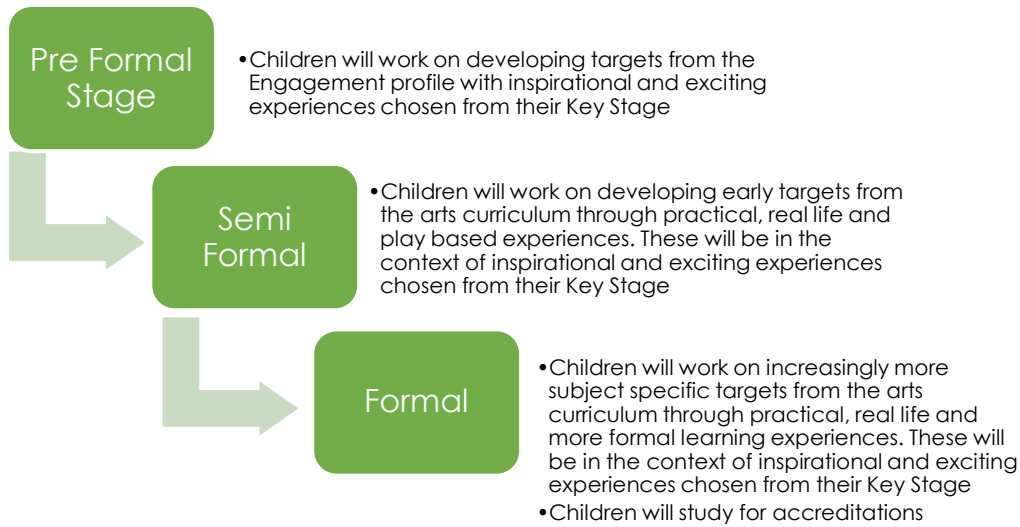 Pre Formal
Stage
•Children will work on developing targets from the
Engagement profile with inspirational and exciting
experiences chosen from their Key Stage
Semi
Formal
•Children will work on developing early targets from
the arts curriculum through practical, real life and
play based experiences. These will be in the
context of inspirational and exciting experiences
chosen from their Key Stage
Formal
•Children will work on increasingly more
subject specific targets from the arts
curriculum through practical, real life and
more formal learning experiences. These will
be in the context of inspirational and exciting
experiences chosen from their Key Stage
•Children will study for accreditations